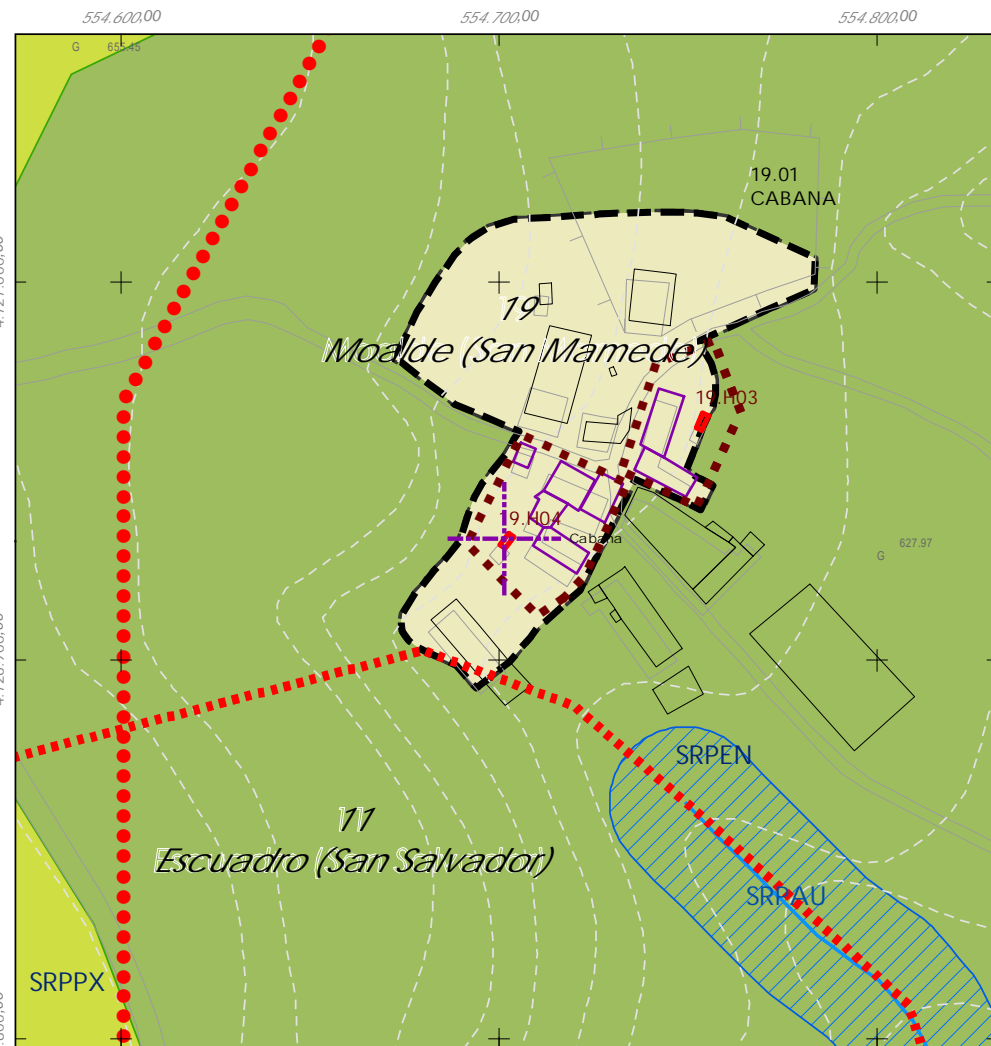 554.600,00
554.700,00
554.800,00
G 655.45
19.01
CABANA
19
Moalde (San Mamede)
19.H03
19.H04
Cabana
G 627.97
SRPEN
11
Escuadro (San Salvador)
SRPAU
SRPPX